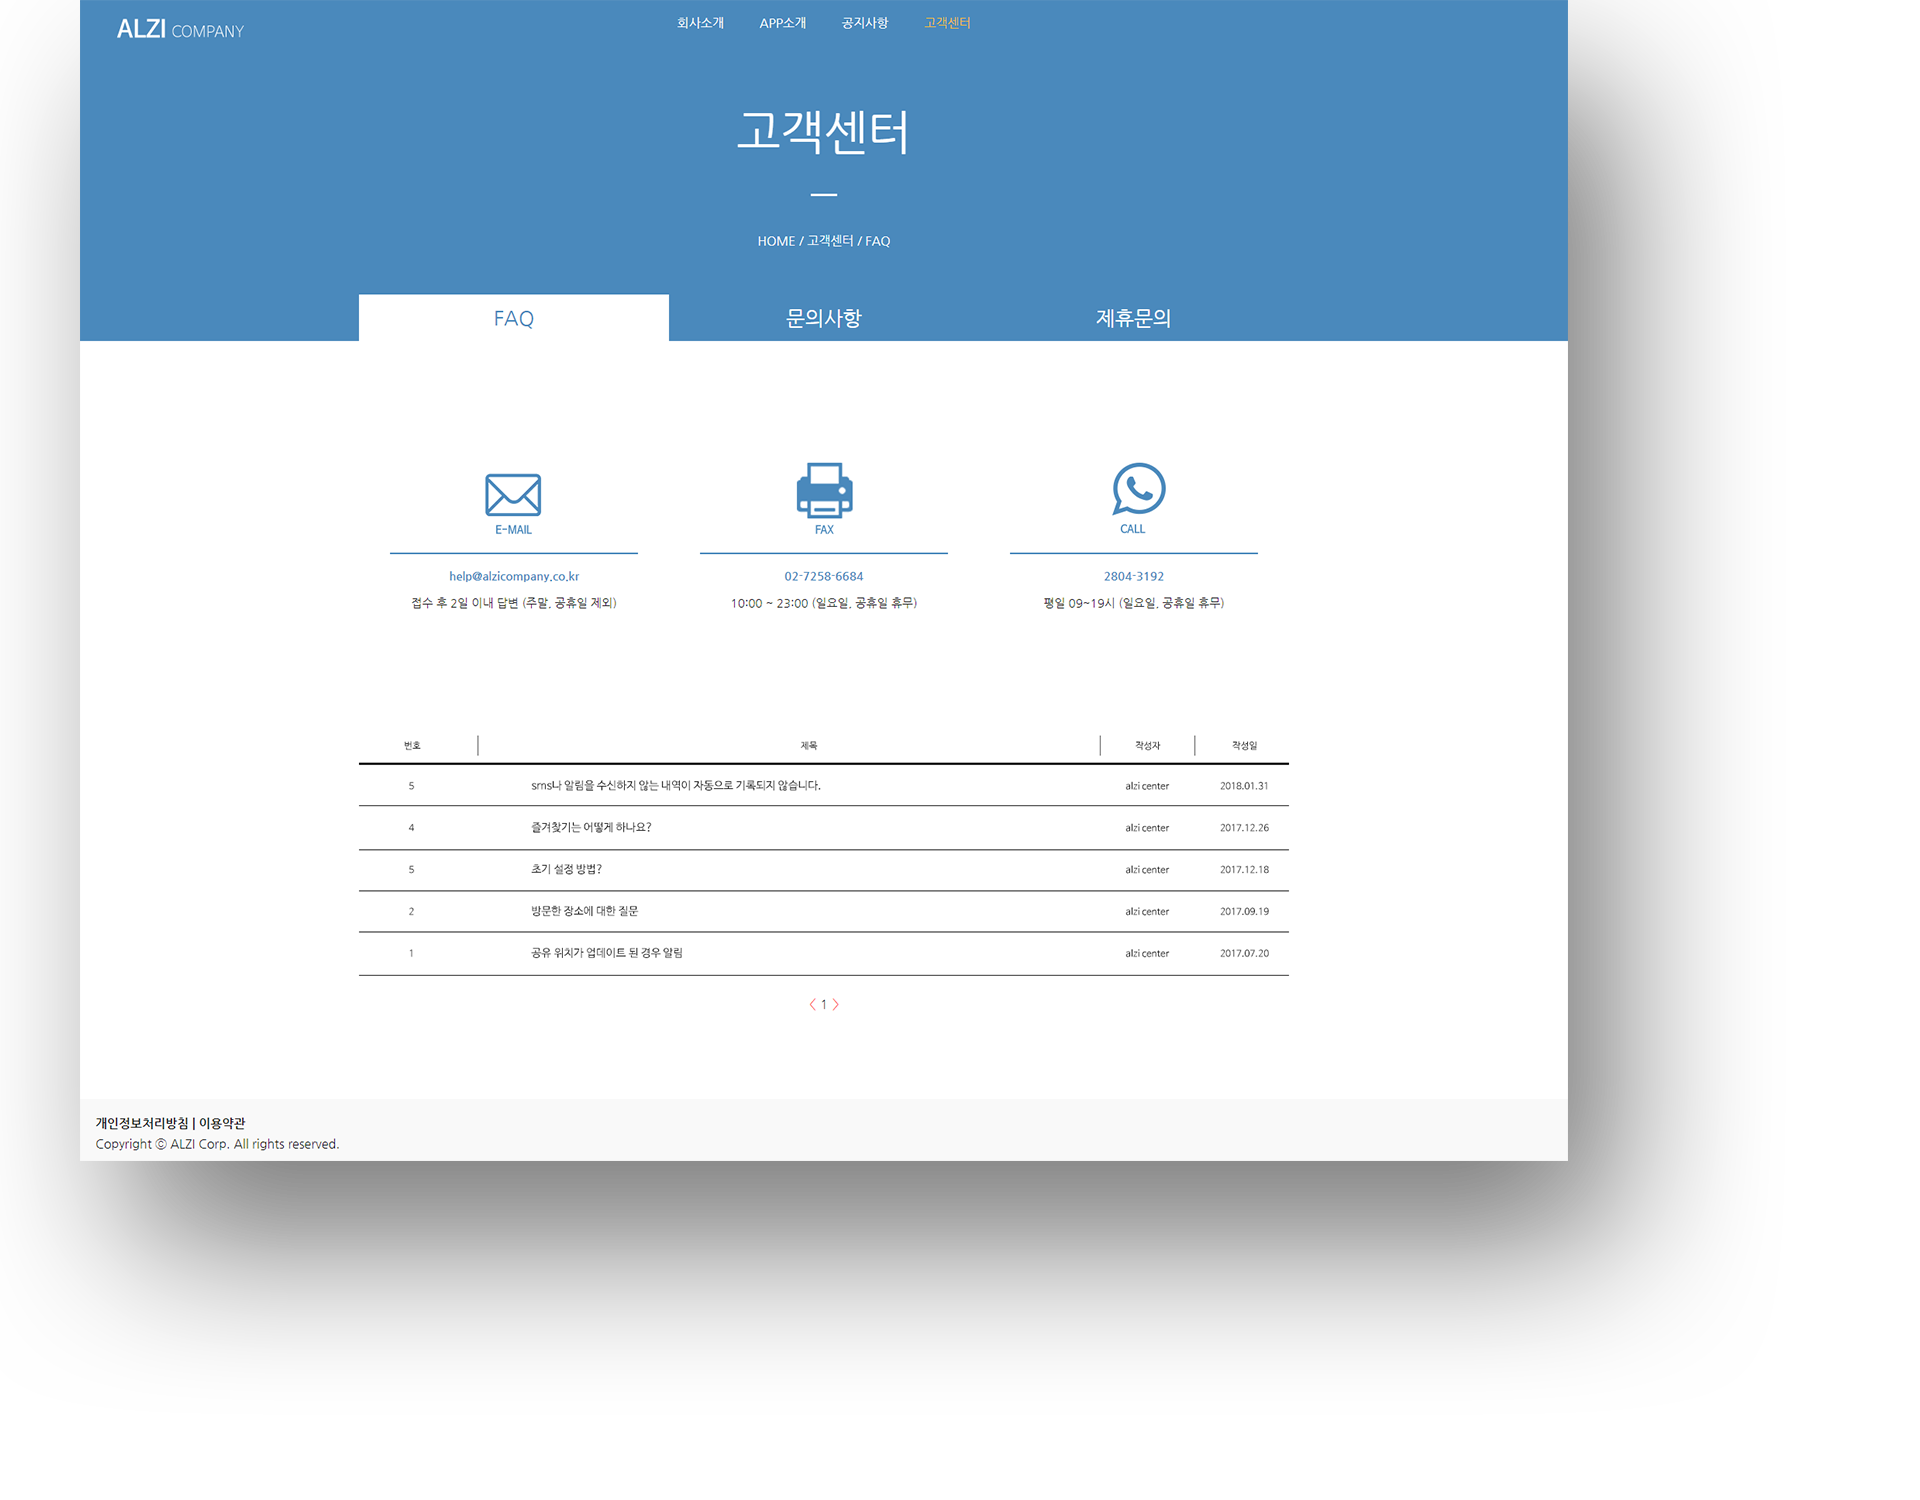 ALZI COMPANY
회사소개 APP소개 공지사항 고객센터
고객센터
HOME / 고객센터 / FAQ
FAQ 문의사항 제휴문의
E-MAIL FAX CALL
help@alzicompany.co.kr 02-7258-6684 2804-3192
접수 후 2일 이내 답변 (주말, 공휴일 제외) 10:00 ~ 23:00 (일요일, 공휴일 휴무) 평일 09~19시 (일요일, 공휴일 휴무)
번호 제목 작성자 작성일
5 sms나 알림을 수신하지 않는 내역이 자동으로 기록되지 않습니다. alzi center 2018.01.31
4 즐겨찾기는 어떻게 하나요? alzi center 2017.12.26
5 초기 설정 방법? alzi center 2017.12.18
2 방문한 장소에 대한 질문 alzi center 2017.09.19
1 공유 위치가 업데이트 된 경우 알림 alzi center 2017.07.20
< 1 >
개인정보처리방침 | 이용약관
Copyright ⓒ ALZI Corp. All rights reserved.